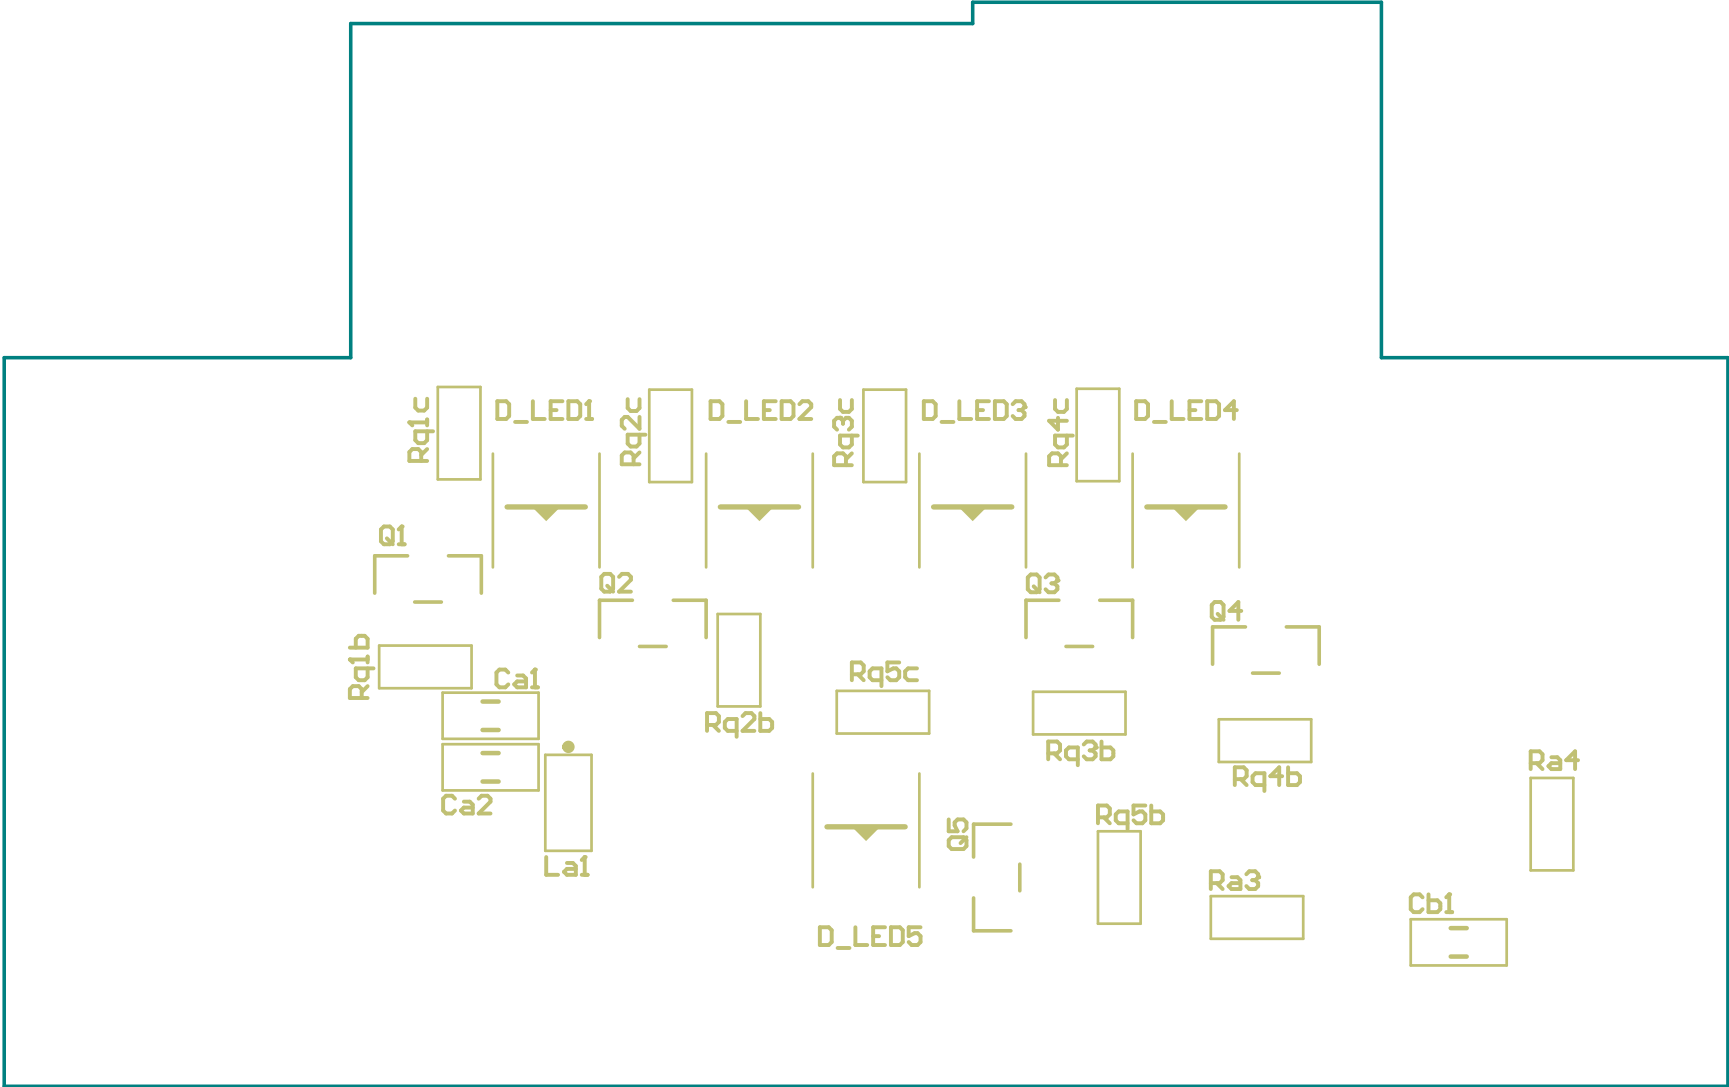 Rq1c
D_LED1
Rq2c
D_LED2
Rq3c
D_LED3
Rq4c
D_LED4
Q1
Q2
Q3
Q4
Rq1b
Ca1
Rq5c
Rq2b
Rq3b
Rq4b
Ra4
Ca2
Q5
Rq5b
La1
Ra3
Cb1
D_LED5